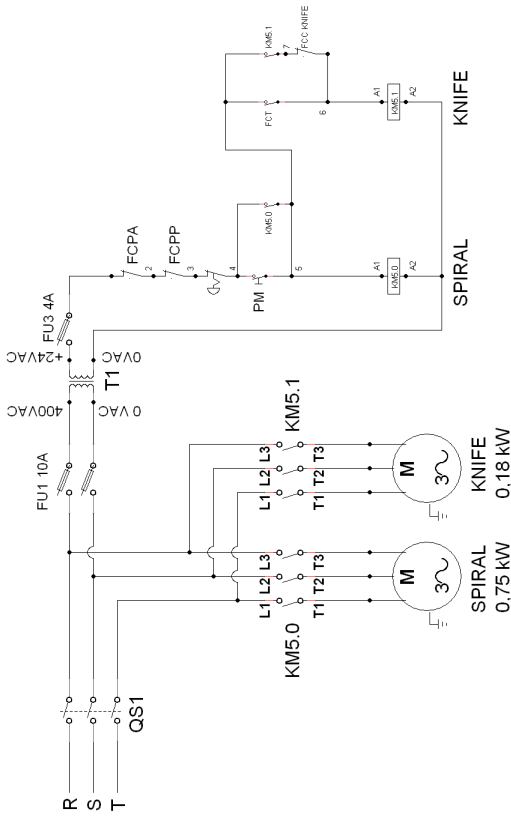 R
S
T
QS1
FU1 10A
400VAC
0 VAC
T1
+24VAC
0VAC
FU3 4A
FCPA
2
FCPP
3
4
PM
KM5.0
5
A1
KM5.0
A2
SPIRAL
KM5.1
7
FCC KNIFE
FCT
6
A1
KM5.1
A2
KNIFE
KM5.0
L1 L2 L3
T1 T2 T3
M
3
SPIRAL
0,75 kW
KM5.1
L1 L2 L3
T1 T2 T3
M
3
KNIFE
0,18 kW